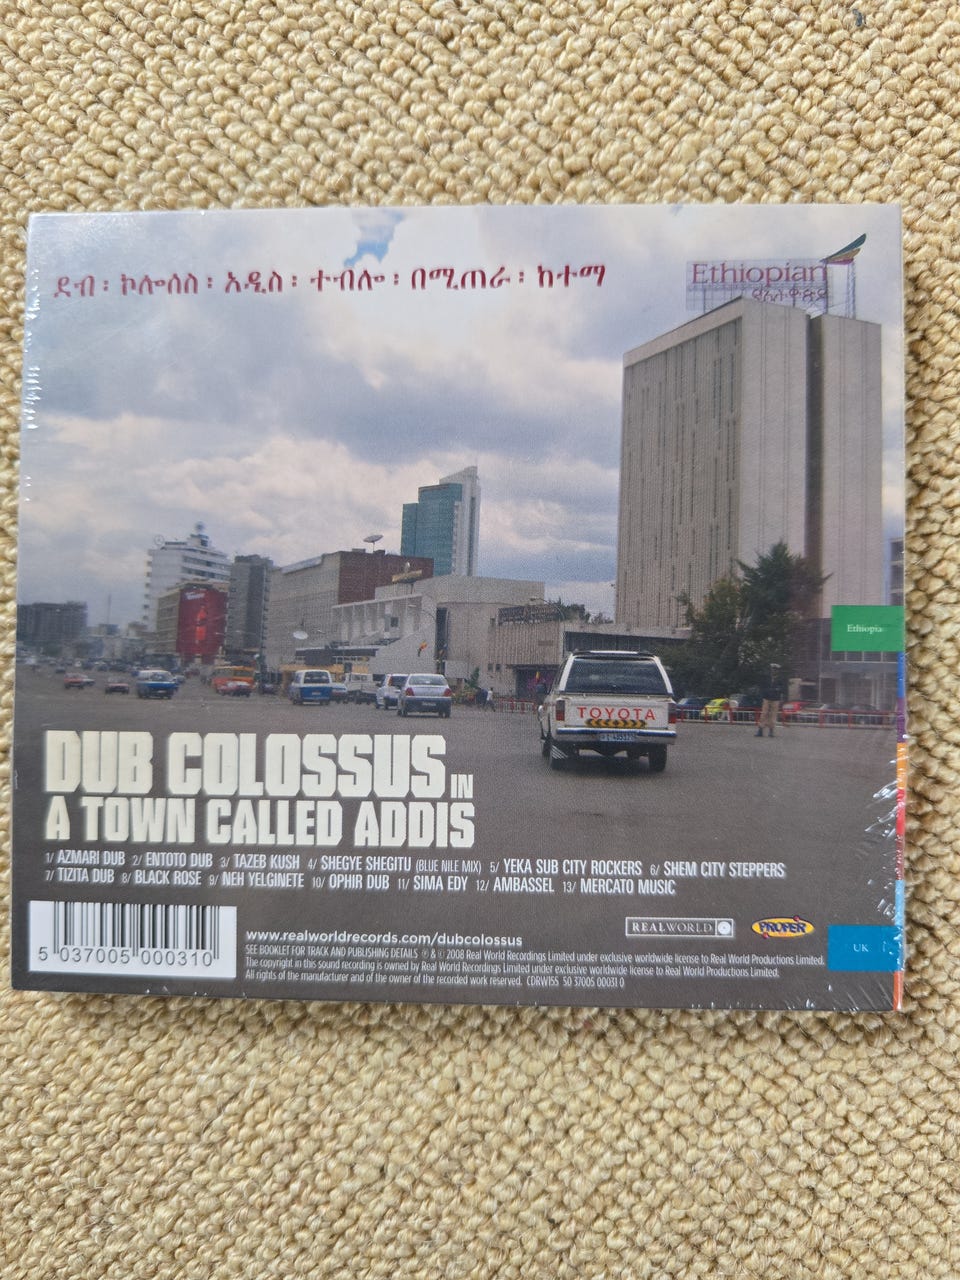 ደብ ፡ ኮሎሰስ ፡ አዲስ ፡ ተብሎ ፡ በሚጠራ ፡ ከተማ
Ethiopian
Ethiopia
TOYOTA
DUB COLOSSUS IN
A TOWN CALLED ADDIS
1/ AZMARI DUB 2/ ENTOTO DUB 3/ TAZEB KUSH 4/ SHEGYE SHEGITU (BLUE NILE MIX) 5/ YEKA SUB CITY ROCKERS 6/ SHEM CITY STEPPERS
7/ TIZITA DUB 8/ BLACK ROSE 9/ NEH YELGINETE 10/ OPHIR DUB 11/ SIMA EDY 12/ AMBASSEL 13/ MERCATO MUSIC
5 037005 000310
www.realworldrecords.com/dubcolossus
REALWORLD
PROPER
UK
SEE BOOKLET FOR TRACK AND PUBLISHING DETAILS ℗ & © 2008 Real World Recordings Limited under exclusive worldwide license to Real World Productions Limited.
The copyright in this sound recording is owned by Real World Recordings Limited under exclusive worldwide license to Real World Productions Limited.
All rights of the manufacturer and of the owner of the recorded work reserved. CDRW155 50 37005 00031 0